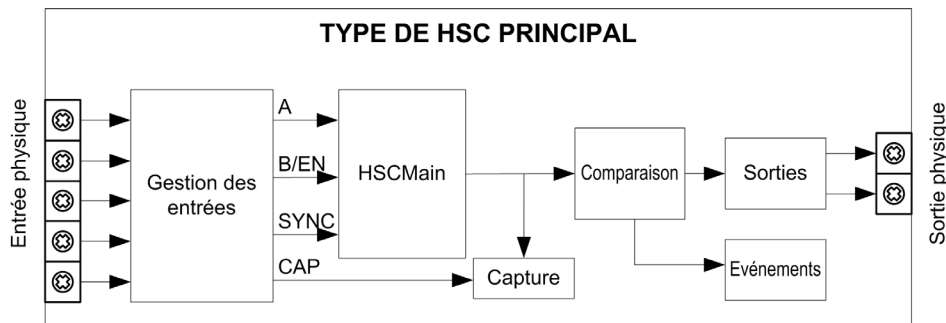 TYPE DE HSC PRINCIPAL
Entrée physique
Gestion des
entrées
A
B/EN
SYNC
CAP
HSCMain
Capture
Comparaison
Sorties
Evénements
Sortie physique